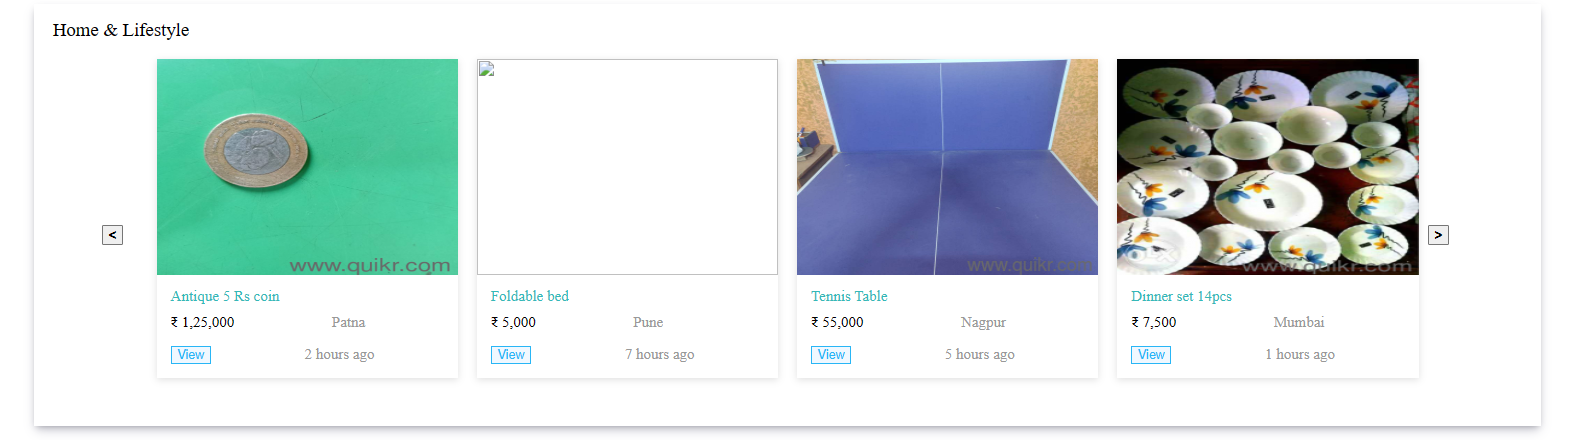 Home & Lifestyle
www.quikr.com
www.quikr.com
www.quikr.com
Antique 5 Rs coin
₹ 1,25,000 Patna
View 2 hours ago
Foldable bed
₹ 5,000 Pune
View 7 hours ago
Tennis Table
₹ 55,000 Nagpur
View 5 hours ago
Dinner set 14pcs
₹ 7,500 Mumbai
View 1 hours ago
<
>